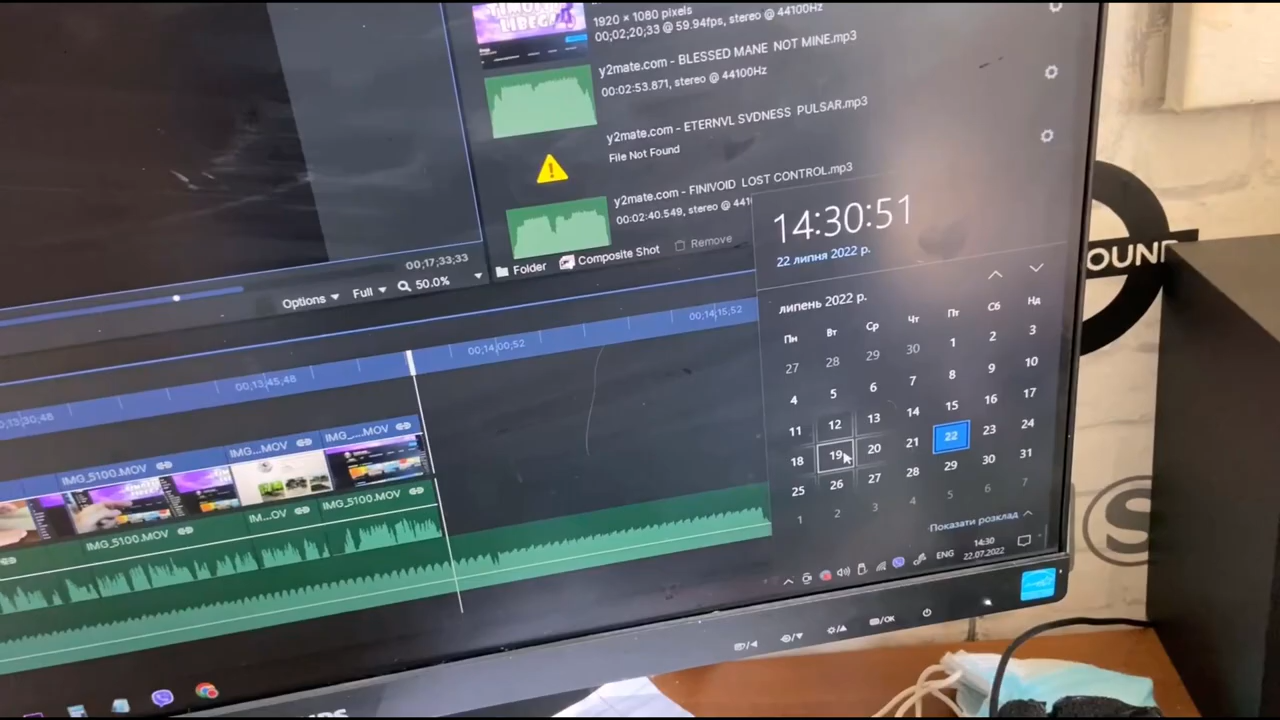 1920 × 1080 pixels
00;02;20;33 @ 59.94fps, stereo @ 44100Hz
y2mate.com - BLESSED MANE NOT MINE.mp3
00:02:53.871, stereo @ 44100Hz
y2mate.com - ETERNVL SVDNESS PULSAR.mp3
File Not Found
y2mate.com - FINIVOID LOST CONTROL.mp3
00:02:40.549, stereo @ 441
Folder
Composite Shot
Remove
00;17;33;33
Options
Full
50.0%
14:30:51
22 липня 2022 р.
липень 2022 р.
Пн Вт Ср Чт Пт Сб Нд
27 28 29 30 1 2 3
4 5 6 7 8 9 10
11 12 13 14 15 16 17
18 19 20 21 22 23 24
25 26 27 28 29 30 31
1 2 3 4 5 6 7
Показати розклад
ENG
14:30
22.07.2022
0;13;30;48
00;13;45;48
00;14;00;52
00;14;15;52
IMG_5100.MOV
IMG...MOV
IMG_...MOV
IMG_5100.MOV
IM...OV
IMG_5100.MOV
OUND
S